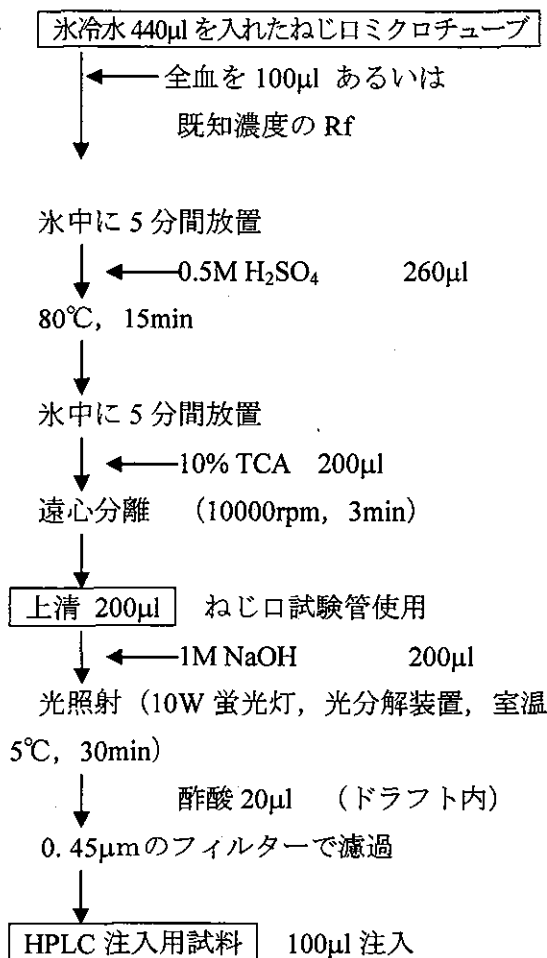 氷冷水 440μl を入れたねじ口ミクロチューブ
全血を 100μl あるいは
既知濃度の Rf
氷中に 5 分間放置
0.5M H₂SO₄ 260μl
80℃, 15min
氷中に 5 分間放置
10% TCA 200μl
遠心分離 (10000rpm, 3min)
上清 200μl ねじ口試験管使用
1M NaOH 200μl
光照射(10W 蛍光灯, 光分解装置, 室温
5℃, 30min)
酢酸 20μl (ドラフト内)
0.45μmのフィルターで濾過
HPLC 注入用試料 100μl 注入